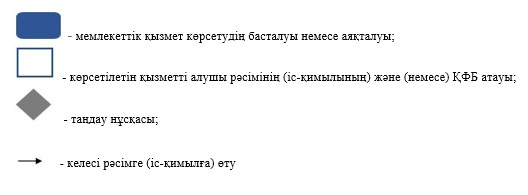 - мемлекеттік қызмет көрсетудің басталуы немесе аяқталуы;
- көрсетілетін қызметті алушы рәсімінің (іс-қимылының) және (немесе) ҚФБ атауы;
- таңдау нұсқасы;
- келесі рәсімге (іс-қимылға) өту